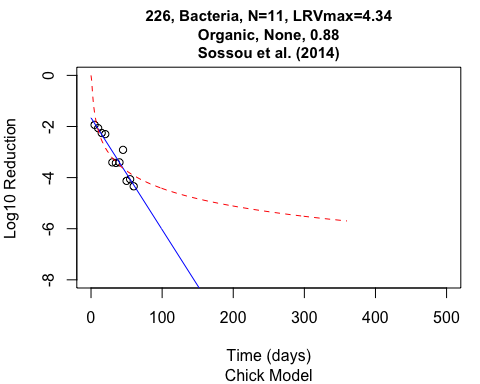 226, Bacteria, N=11, LRVmax=4.34
Organic, None, 0.88
Sossou et al. (2014)
Log10 Reduction
0
-2
-4
-6
-8
0 100 200 300 400 500
Time (days)
Chick Model